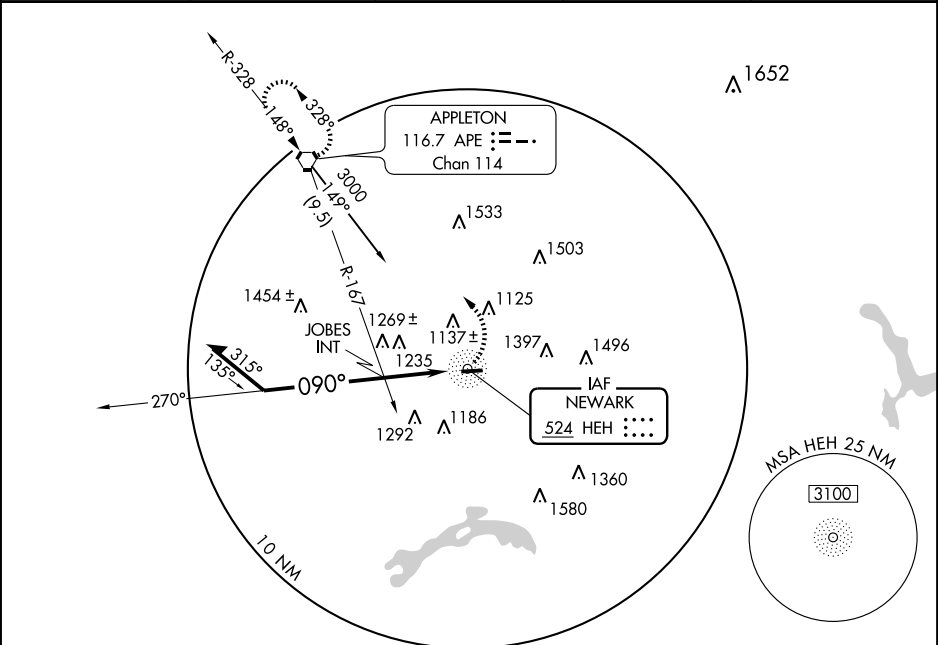 R-328
148°
328°
APPLETON
116.7 APE
Chan 114
1652
3000
149°
(9.5)
R-167
1533
1503
1454 ±
1269 ±
1125
JOBES
INT
1137 ±
1235
1397
1496
315°
135°
090°
270°
IAF
NEWARK
524 HEH
1292
1186
1360
1580
10 NM
MSA HEH 25 NM
3100